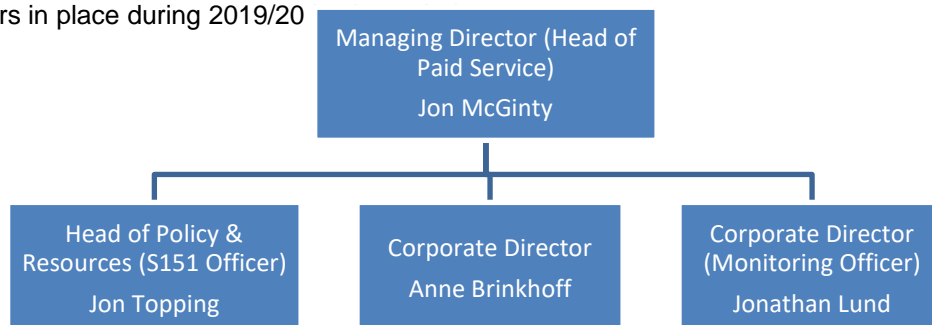 rs in place during 2019/20
Managing Director (Head of
Paid Service)
Jon McGinty
Head of Policy &
Resources (S151 Officer)
Jon Topping
Corporate Director
Anne Brinkhoff
Corporate Director
(Monitoring Officer)
Jonathan Lund